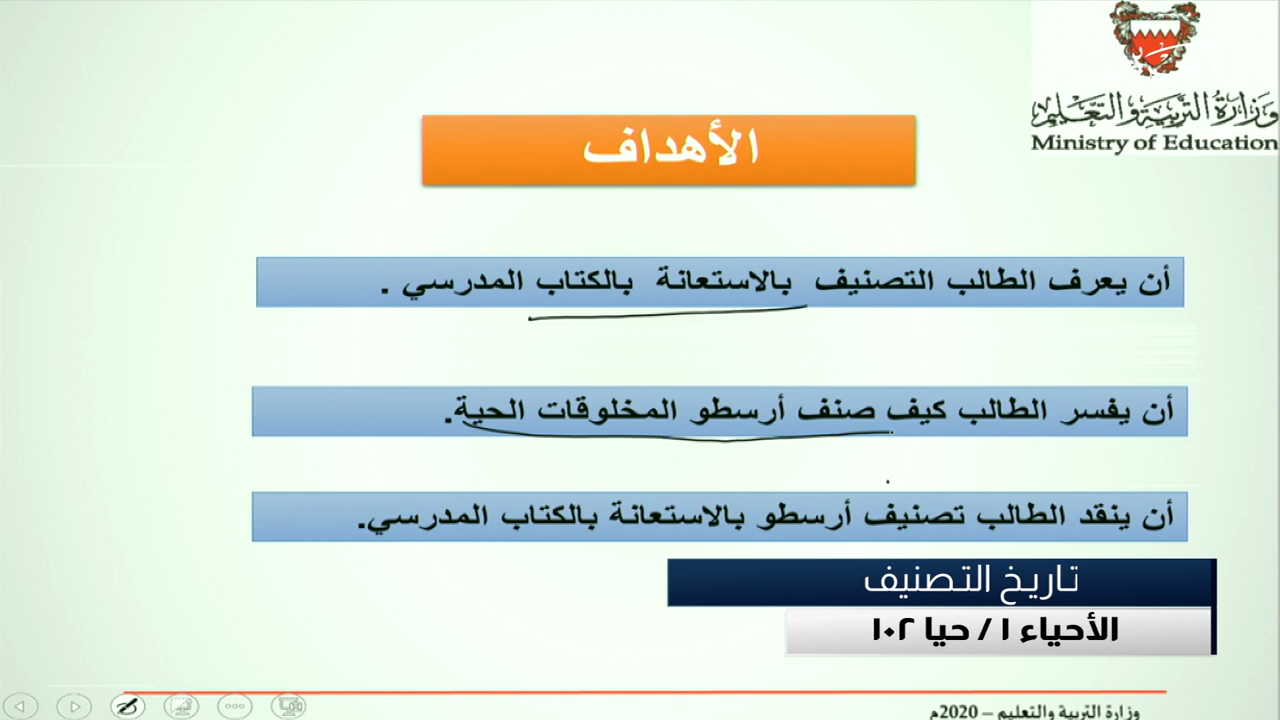 وزارة التربية والتعليم
Ministry of Education
الأهداف
أن يعرف الطالب التصنيف بالاستعانة بالكتاب المدرسي .
أن يفسر الطالب كيف صنف أرسطو المخلوقات الحية.
أن ينقد الطالب تصنيف أرسطو بالاستعانة بالكتاب المدرسي.
تاريخ التصنيف
الأحياء ١ / حيا ١٠٢
وزارة التربية والتعليم – 2020م